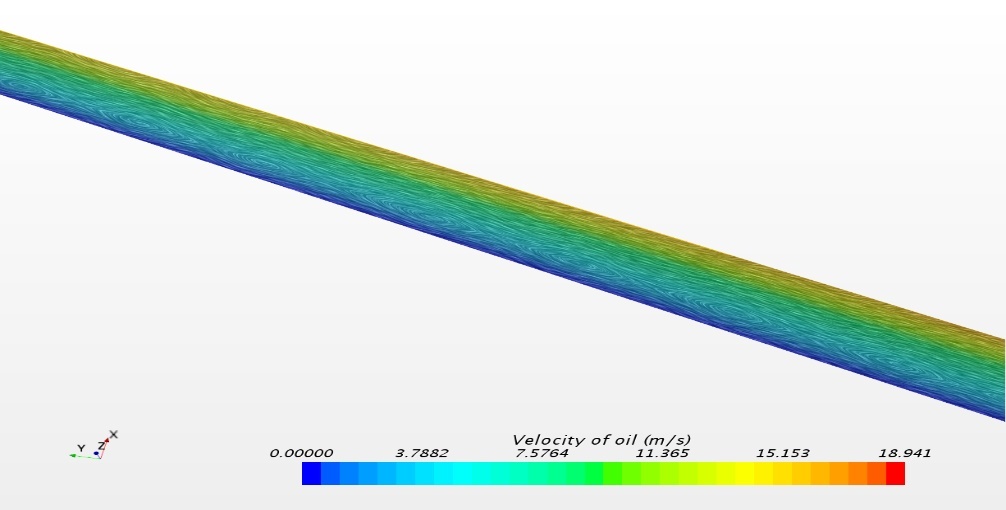 X
Y Z
Velocity of oil (m/s)
0.00000 3.7882 7.5764 11.365 15.153 18.941